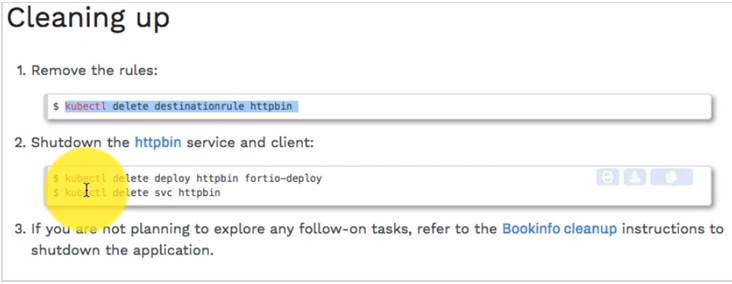 Cleaning up
1. Remove the rules:
$ kubectl delete destinationrule httpbin
2. Shutdown the httpbin service and client:
$ kubectl delete deploy httpbin fortio-deploy
$ kubectl delete svc httpbin
3. If you are not planning to explore any follow-on tasks, refer to the Bookinfo cleanup instructions to
shutdown the application.